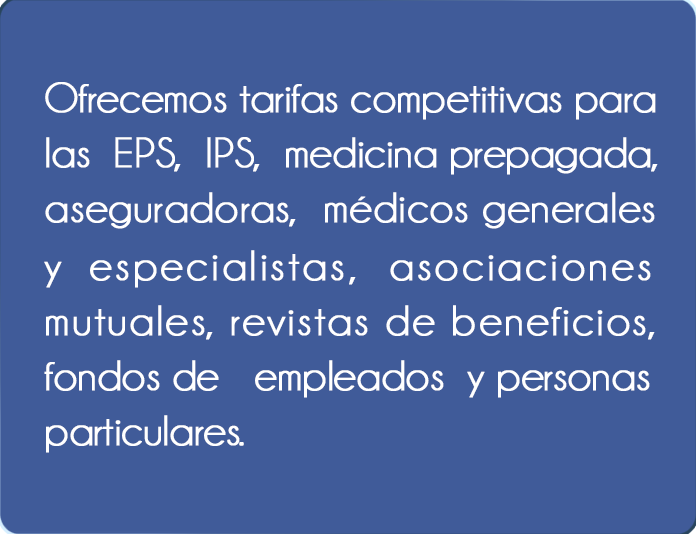 Ofrecemos tarifas competitivas para
las EPS, IPS, medicina prepagada,
aseguradoras, médicos generales
y especialistas, asociaciones
mutuales, revistas de beneficios,
fondos de empleados y personas
particulares.